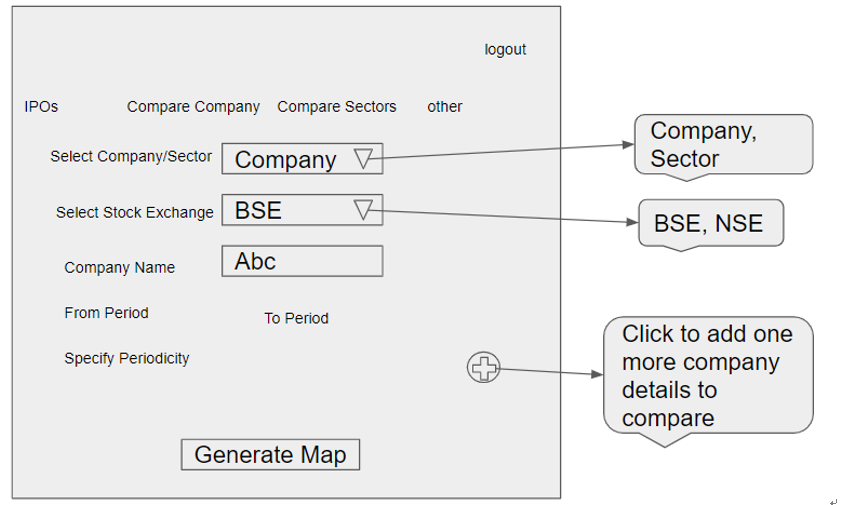 logout
IPOs Compare Company Compare Sectors other
Select Company/Sector Company
Company,
Sector
Select Stock Exchange BSE
BSE, NSE
Company Name Abc
From Period To Period
Specify Periodicity
Click to add one
more company
details to
compare
Generate Map